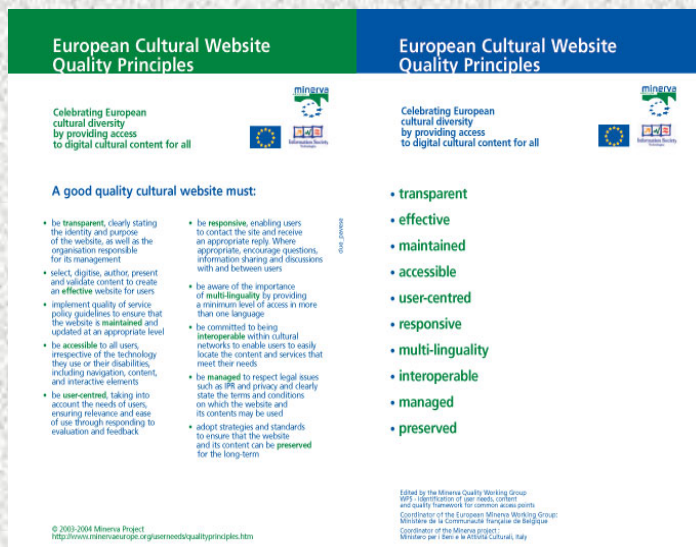 European Cultural Website
Quality Principles
minerva
Celebrating European
cultural diversity
by providing access
to digital cultural content for all
Information Society
Technologies
A good quality cultural website must:
• be transparent, clearly stating
the identity and purpose
of the website, as well as the
organisation responsible
for its management
• select, digitise, author, present
and validate content to create
an effective website for users
• implement quality of service
policy guidelines to ensure that
the website is maintained and
updated at an appropriate level
• be accessible to all users,
irrespective of the technology
they use or their disabilities,
including navigation, content,
and interactive elements
• be user-centred, taking into
account the needs of users,
ensuring relevance and ease
of use through responding to
evaluation and feedback
• be responsive, enabling users
to contact the site and receive
an appropriate reply. Where
appropriate, encourage questions,
information sharing and discussions
with and between users
• be aware of the importance
of multi-linguality by providing
a minimum level of access in more
than one language
• be committed to being
interoperable within cultural
networks to enable users to easily
locate the content and services that
meet their needs
• be managed to respect legal issues
such as IPR and privacy and clearly
state the terms and conditions
on which the website and
its contents may be used
• adopt strategies and standards
to ensure that the website
and its content can be preserved
for the long-term
© 2003-2004 Minerva Project
http://www.minervaeurope.org/userneeds/qualityprinciples.htm
European Cultural Website
Quality Principles
minerva
Celebrating European
cultural diversity
by providing access
to digital cultural content for all
Information Society
Technologies
• transparent
• effective
• maintained
• accessible
• user-centred
• responsive
• multi-linguality
• interoperable
• managed
• preserved
Edited by the Minerva Quality Working Group
WP5 - Identification of user needs, content
and quality framework for common access points
Coordinator of the European Minerva Working Group:
Ministère de la Communauté française de Belgique
Coordinator of the Minerva project:
Ministero per i Beni e le Attività Culturali, Italy